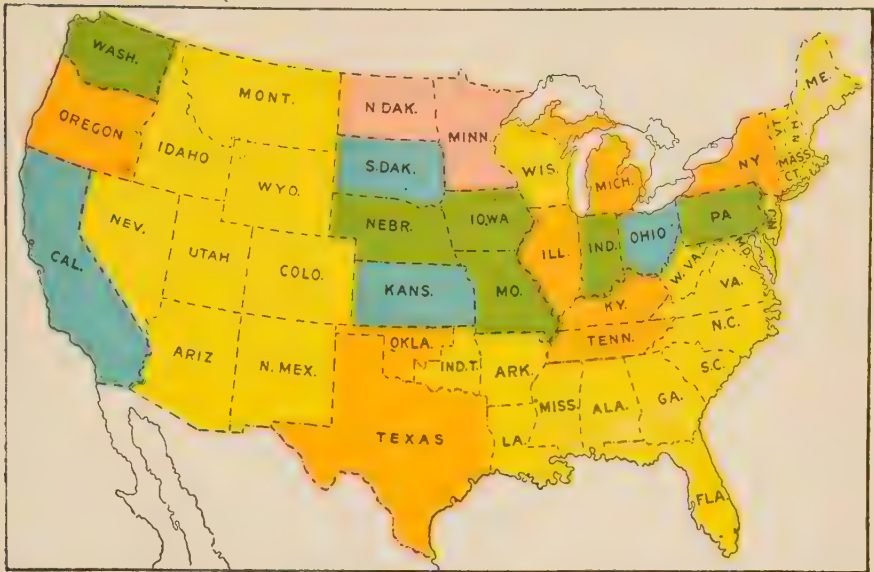 WASH.
MONT.
N DAK.
MINN
ME.
OREGON
IDAHO
S.DAK.
WIS.
MICH.
VT.
N H
MASS.
CT.
NY
WYO.
NEBR.
IOWA
NEV.
UTAH
COLO.
ILL.
IND.
OHIO
PA
N.J.
CAL.
KANS.
MO.
KY.
W. VA.
MD.
VA.
ARIZ
N. MEX.
OKLA.
IND.T.
ARK.
TENN.
N.C.
S.C.
TEXAS
LA.
MISS.
ALA.
GA.
FLA.